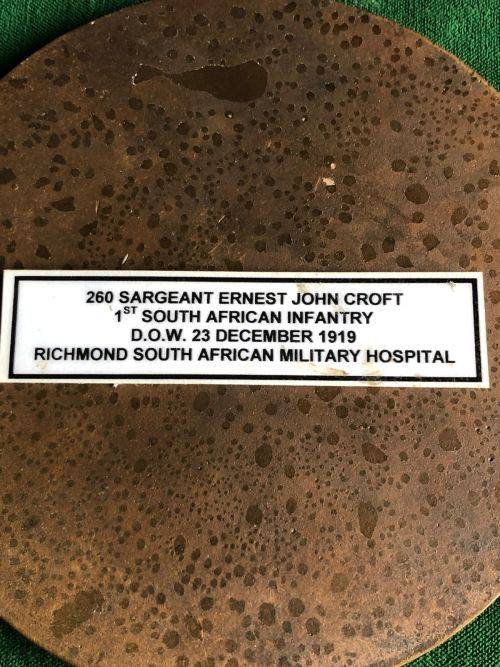 260 SARGEANT ERNEST JOHN CROFT
1ST SOUTH AFRICAN INFANTRY
D.O.W. 23 DECEMBER 1919
RICHMOND SOUTH AFRICAN MILITARY HOSPITAL